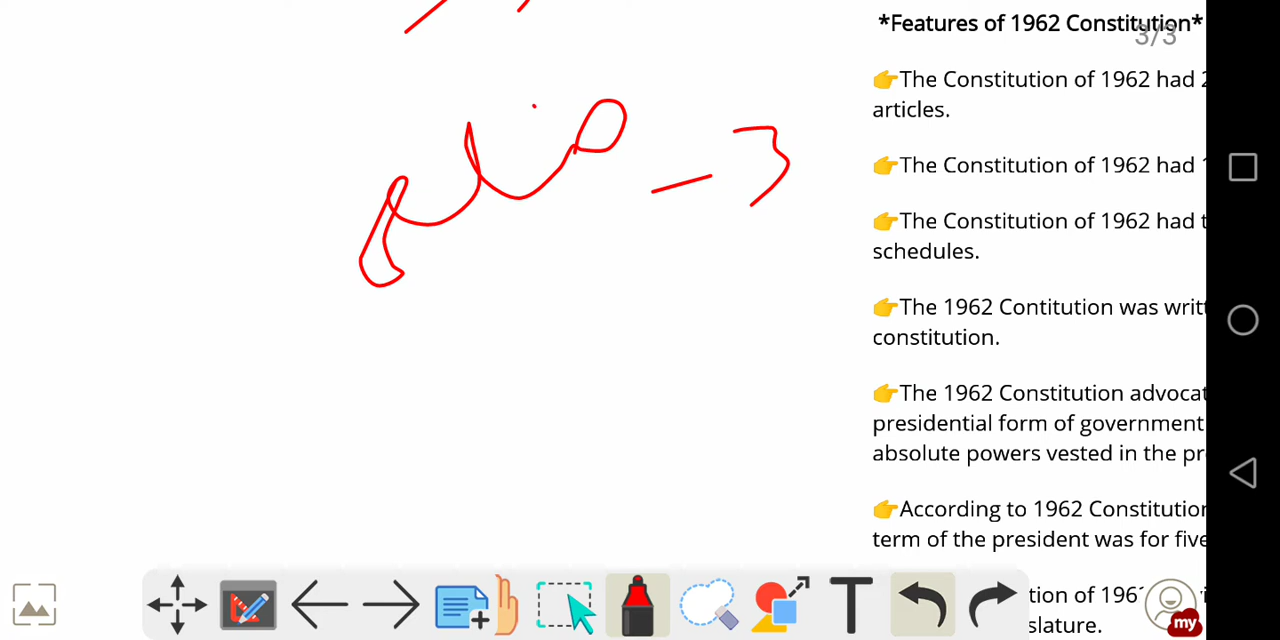 - 3
*Features of 1962 Constitution*
3/3
👉The Constitution of 1962 had 2
articles.
👉The Constitution of 1962 had
👉The Constitution of 1962 had t
schedules.
👉The 1962 Contitution was writt
constitution.
👉The 1962 Constitution advocat
presidential form of government
absolute powers vested in the pr
👉According to 1962 Constitution
term of the president was for five
tion of 196
slature.
T
my